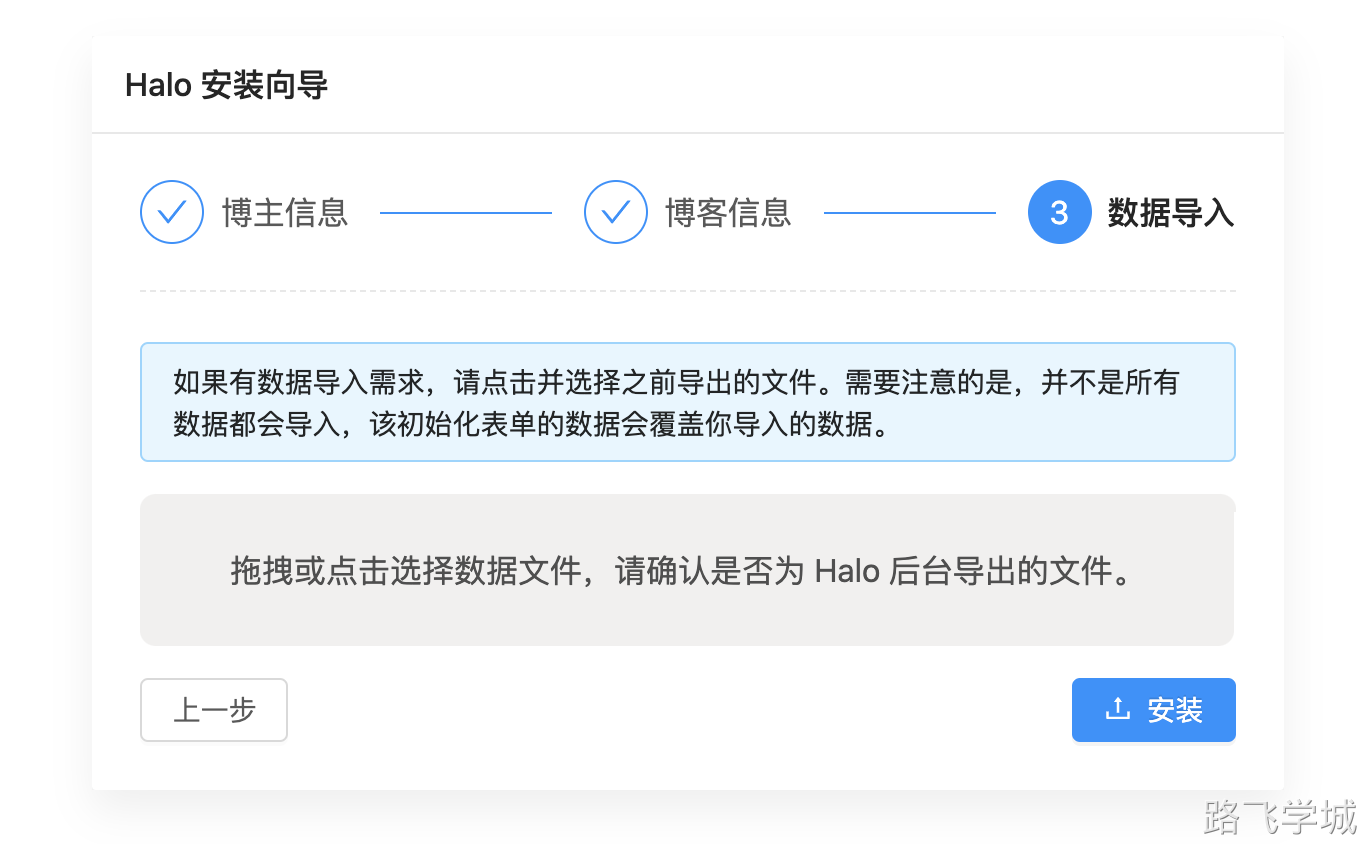 Halo 安装向导
博主信息
博客信息
3 数据导入
如果有数据导入需求，请点击并选择之前导出的文件。需要注意的是，并不是所有
数据都会导入，该初始化表单的数据会覆盖你导入的数据。
拖拽或点击选择数据文件，请确认是否为 Halo 后台导出的文件。
上一步
安装
路飞学城